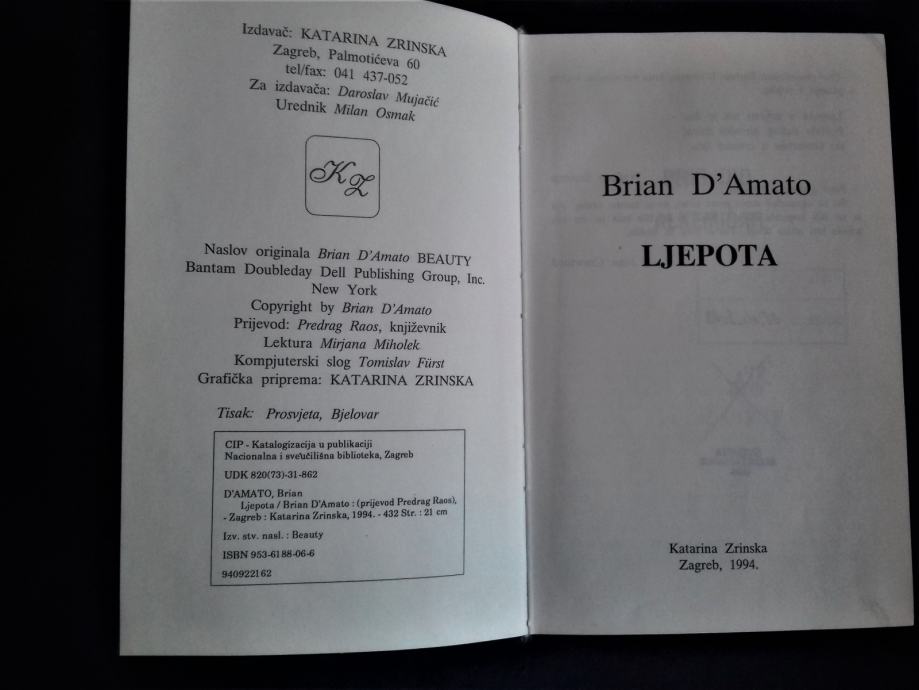 Izdavač: KATARINA ZRINSKA
Zagreb, Palmotićeva 60
tel/fax: 041 437-052
Za izdavača: Daroslav Mujačić
Urednik Milan Osmak
KZ
Naslov originala Brian D'Amato BEAUTY
Bantam Doubleday Dell Publishing Group, Inc.
New York
Copyright by Brian D'Amato
Prijevod: Predrag Raos, književnik
Lektura Mirjana Miholek
Kompjuterski slog Tomislav Fürst
Grafička priprema: KATARINA ZRINSKA
Tisak: Prosvjeta, Bjelovar
CIP - Katalogizacija u publikaciji
Nacionalna i sveučilišna biblioteka, Zagreb
UDK 820(73)-31-862
D'AMATO, Brian
Ljepota / Brian D'Amato : (prijevod Predrag Raos).
- Zagreb : Katarina Zrinska, 1994. - 432 Str. : 21 cm
Izv. stv. nasl. : Beauty
ISBN 953-6188-06-6
940922162
Brian D'Amato
LJEPOTA
Katarina Zrinska
Zagreb, 1994.